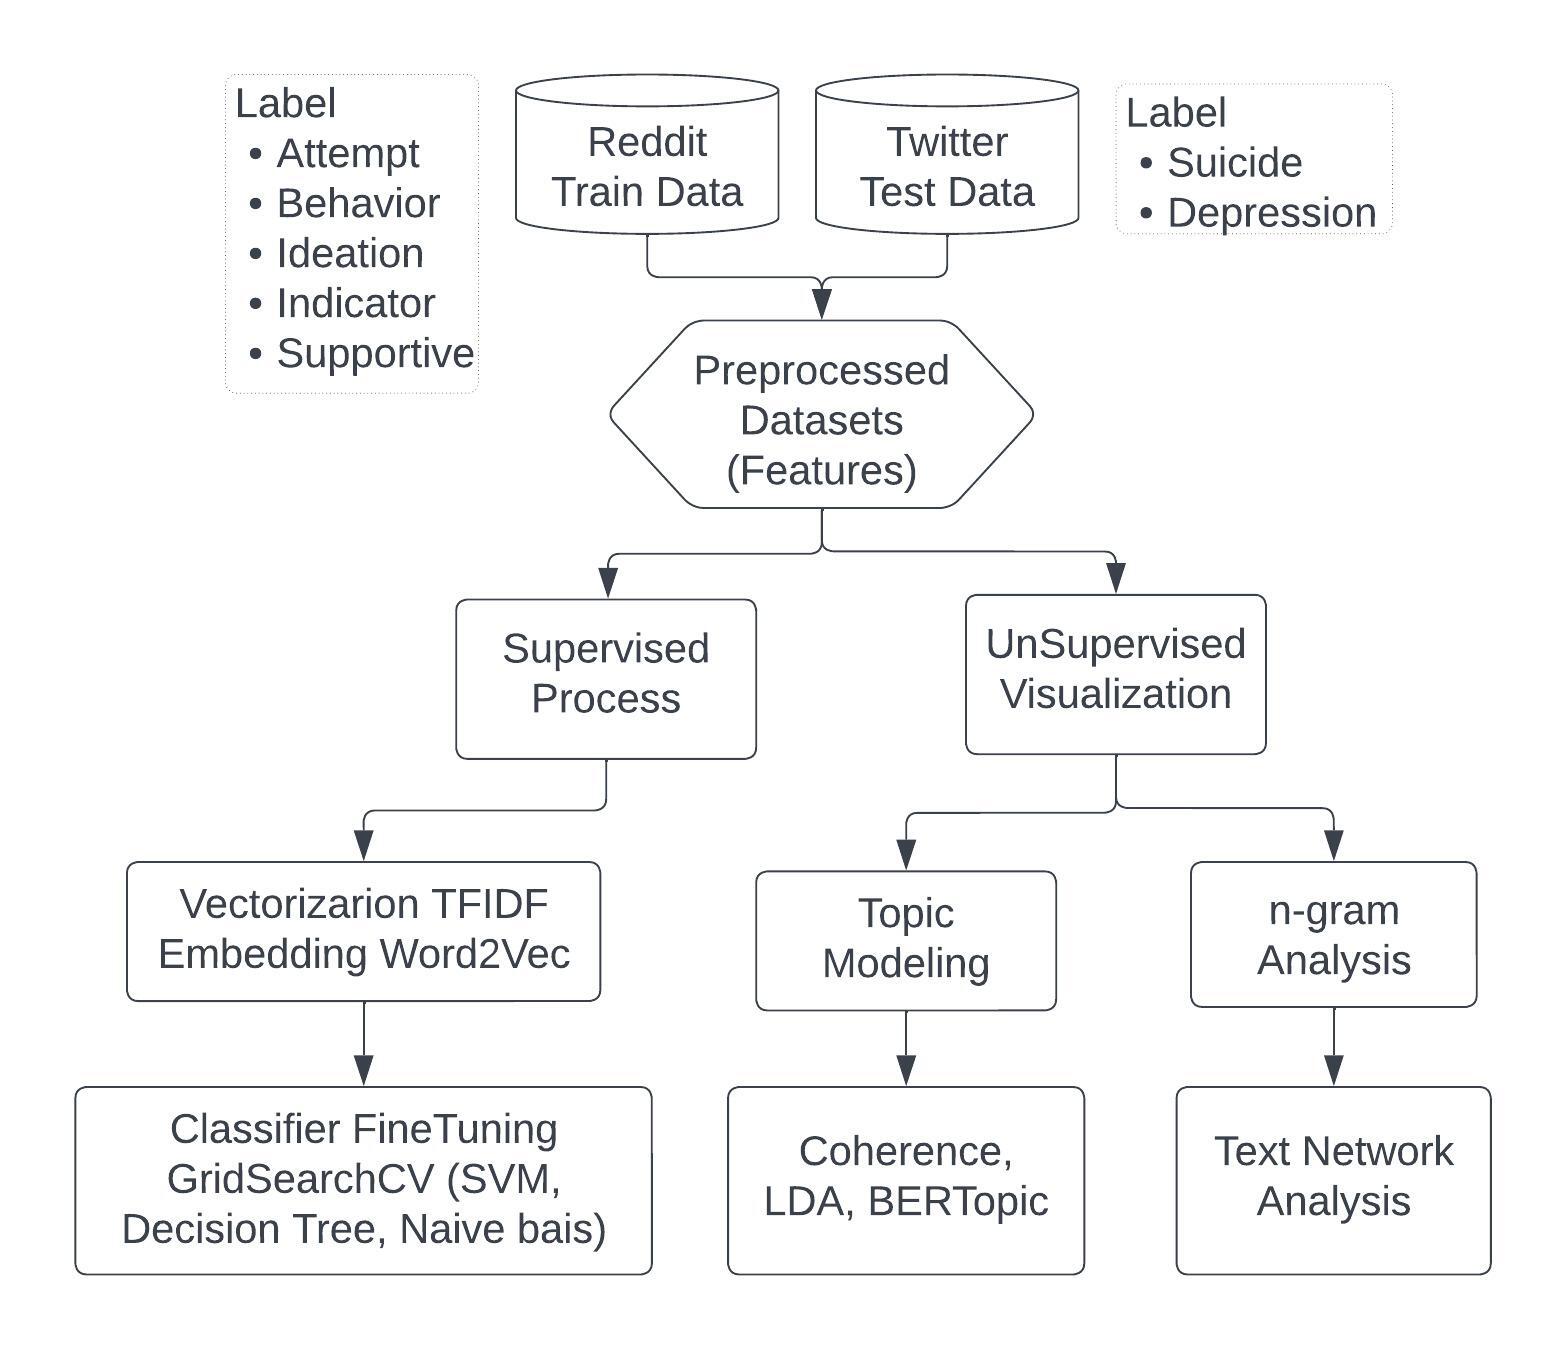 Label
• Attempt
• Behavior
• Ideation
• Indicator
• Supportive
Reddit
Train Data
Twitter
Test Data
Label
• Suicide
• Depression
Preprocessed
Datasets
(Features)
Supervised
Process
UnSupervised
Visualization
Vectorizarion TFIDF
Embedding Word2Vec
Topic
Modeling
n-gram
Analysis
Classifier FineTuning
GridSearchCV (SVM,
Decision Tree, Naive bais)
Coherence,
LDA, BERTopic
Text Network
Analysis